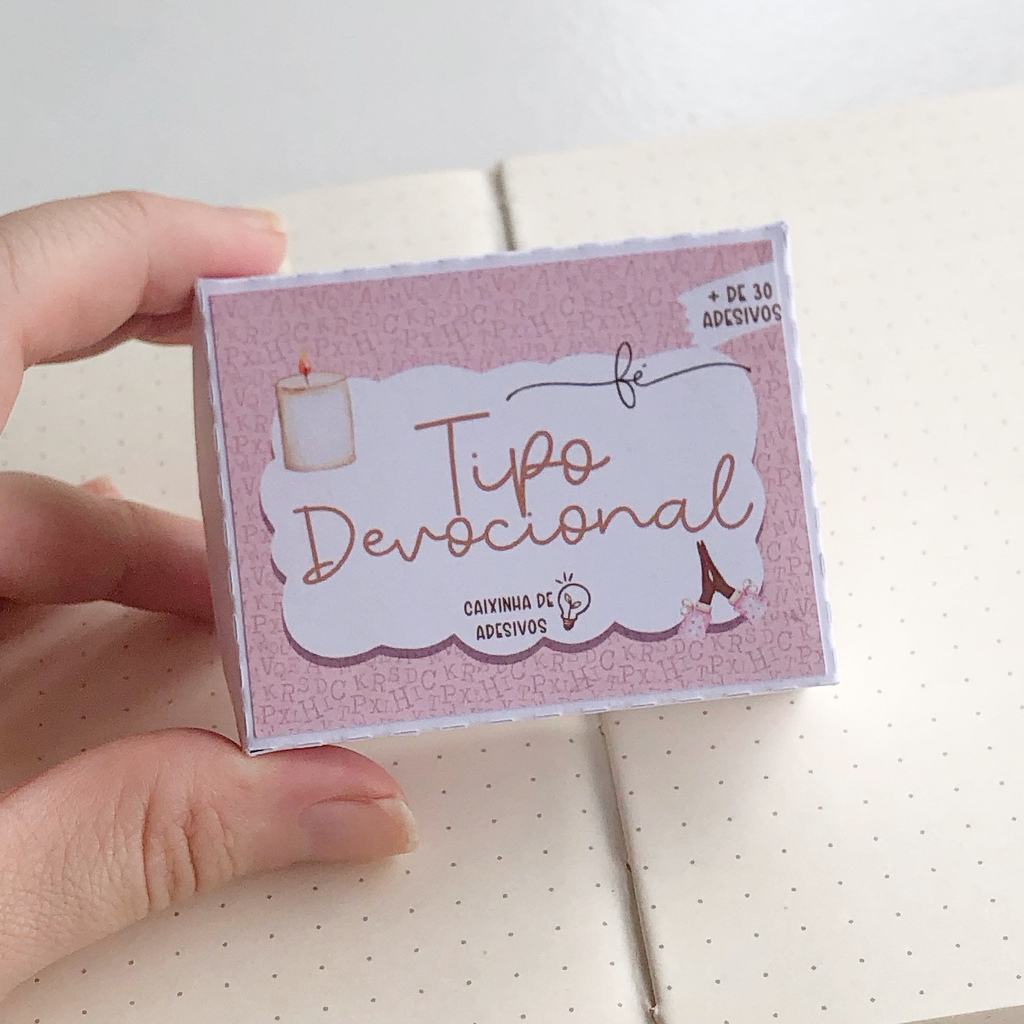 + DE 30
ADESIVOS
fé
Tipo
Devocional
CAIXINHA DE
ADESIVOS